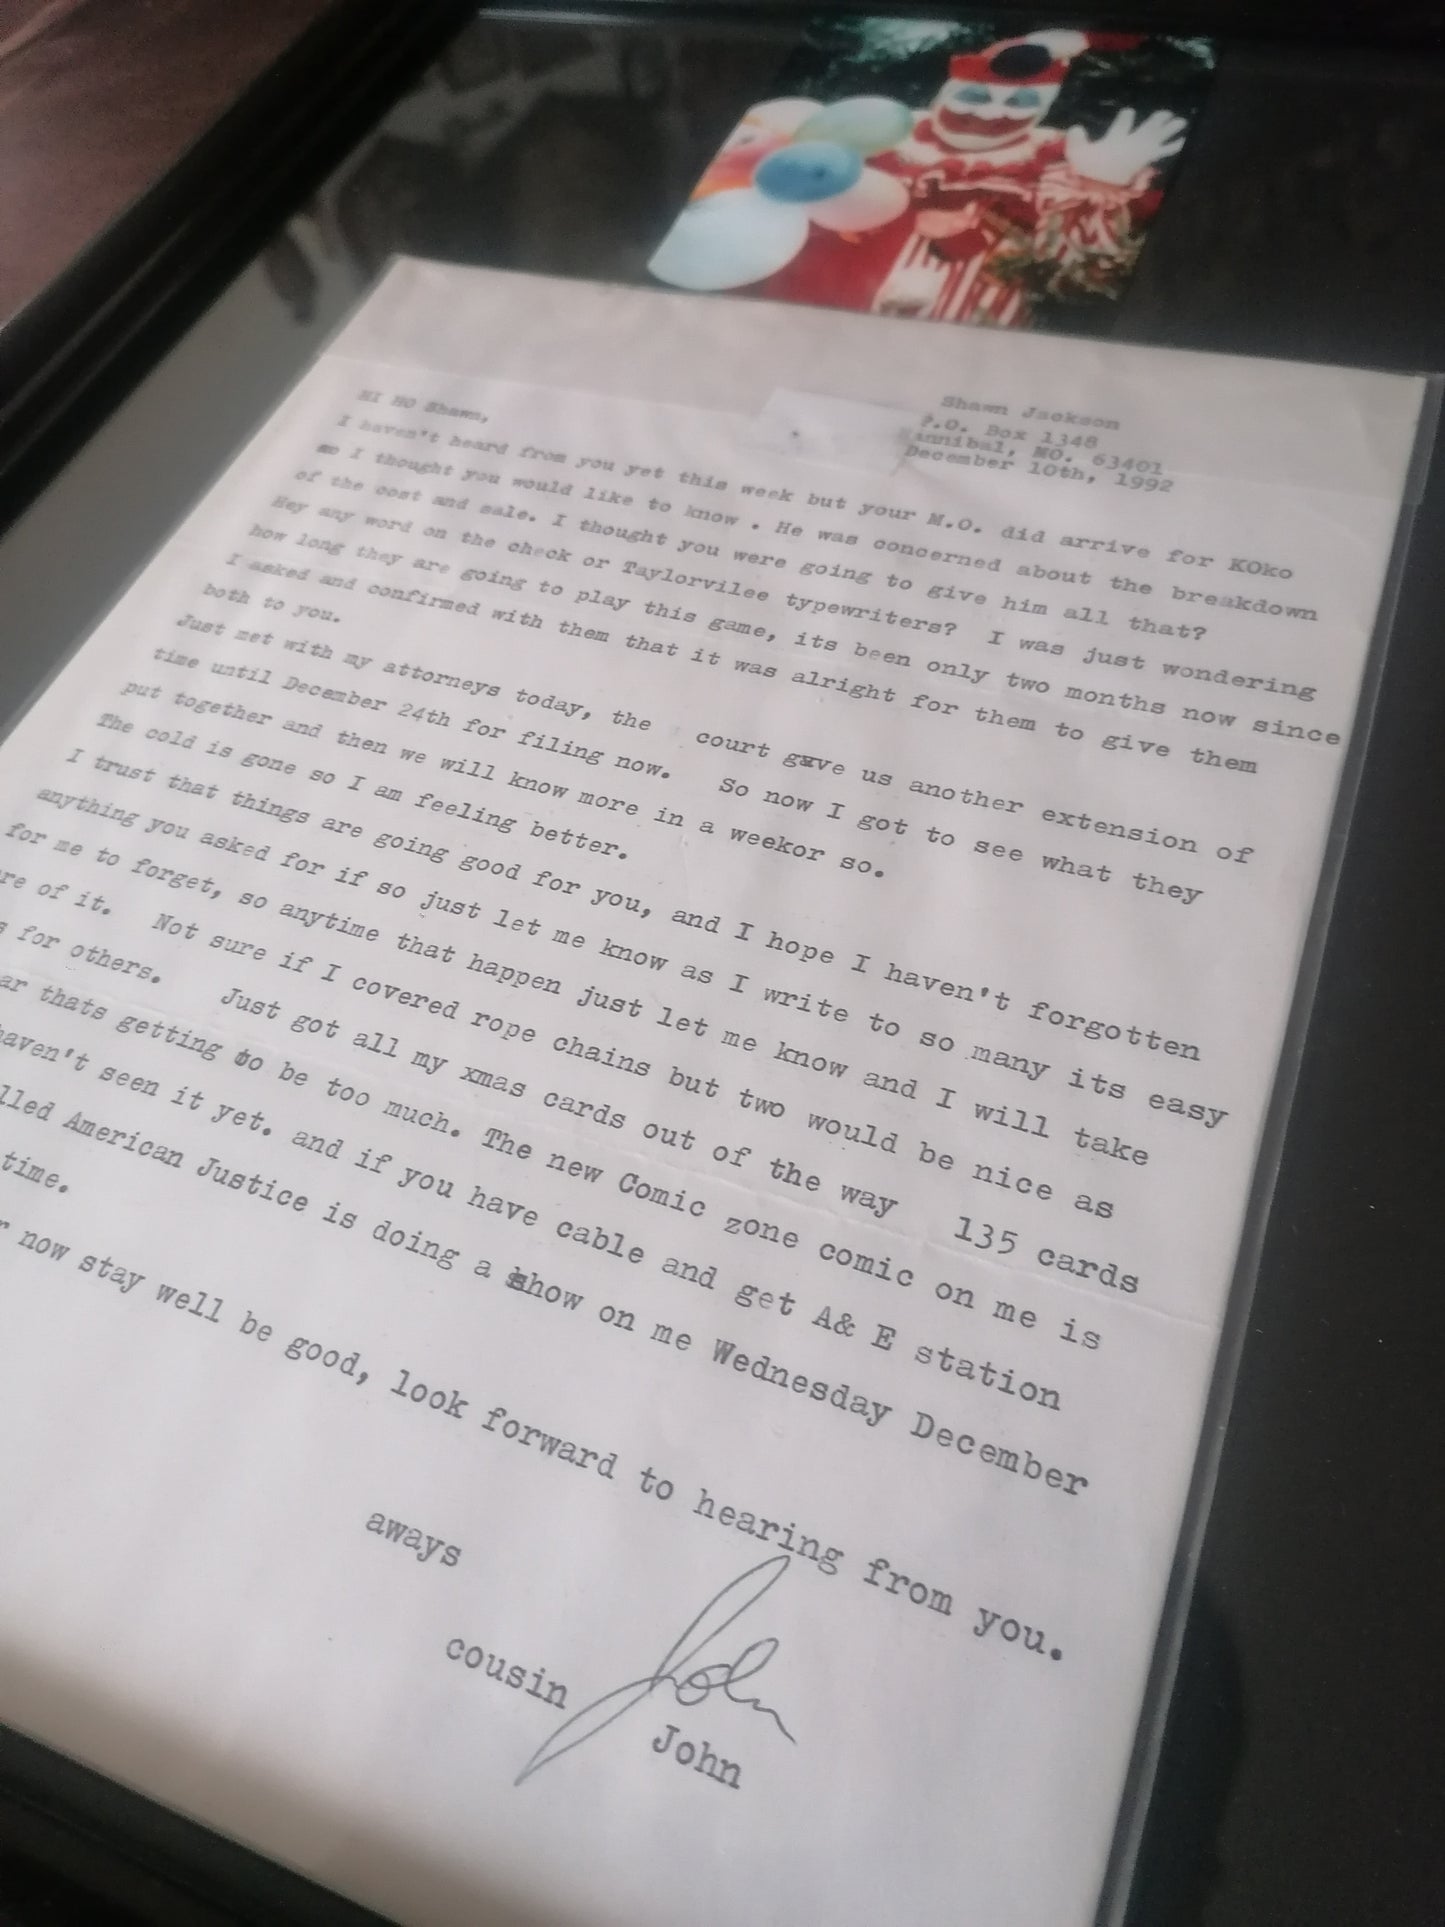 Shawn Jackson
P.O. Box 1348
Hannibal, MO. 63401
December 10th, 1992
HI HO Shawn,
I haven't heard from you yet this week but your M.O. did arrive for KOko
so I thought you would like to know . He was concerned about the breakdown
of the cost and sale. I thought you were going to give him all that?
Hey any word on the check or Taylorvilee typewriters? I was just wondering
how long they are going to play this game, its been only two months now since
I asked and confirmed with them that it was alright for them to give them
both to you.
Just met with my attorneys today, the court gave us another extension of
time until December 24th for filing now. So now I got to see what they
put together and then we will know more in a weekor so.
The cold is gone so I am feeling better.
I trust that things are going good for you, and I hope I haven't forgotten
anything you asked for if so just let me know as I write to so many its easy
for me to forget, so anytime that happen just let me know and I will take
re of it. Not sure if I covered rope chains but two would be nice as
s for others. Just got all my xmas cards out of the way 135 cards
ar thats getting to be too much. The new Comic zone comic on me is
haven't seen it yet. and if you have cable and get A& E station
lled American Justice is doing a show on me Wednesday December
time.
r now stay well be good, look forward to hearing from you.
aways
cousin John
John